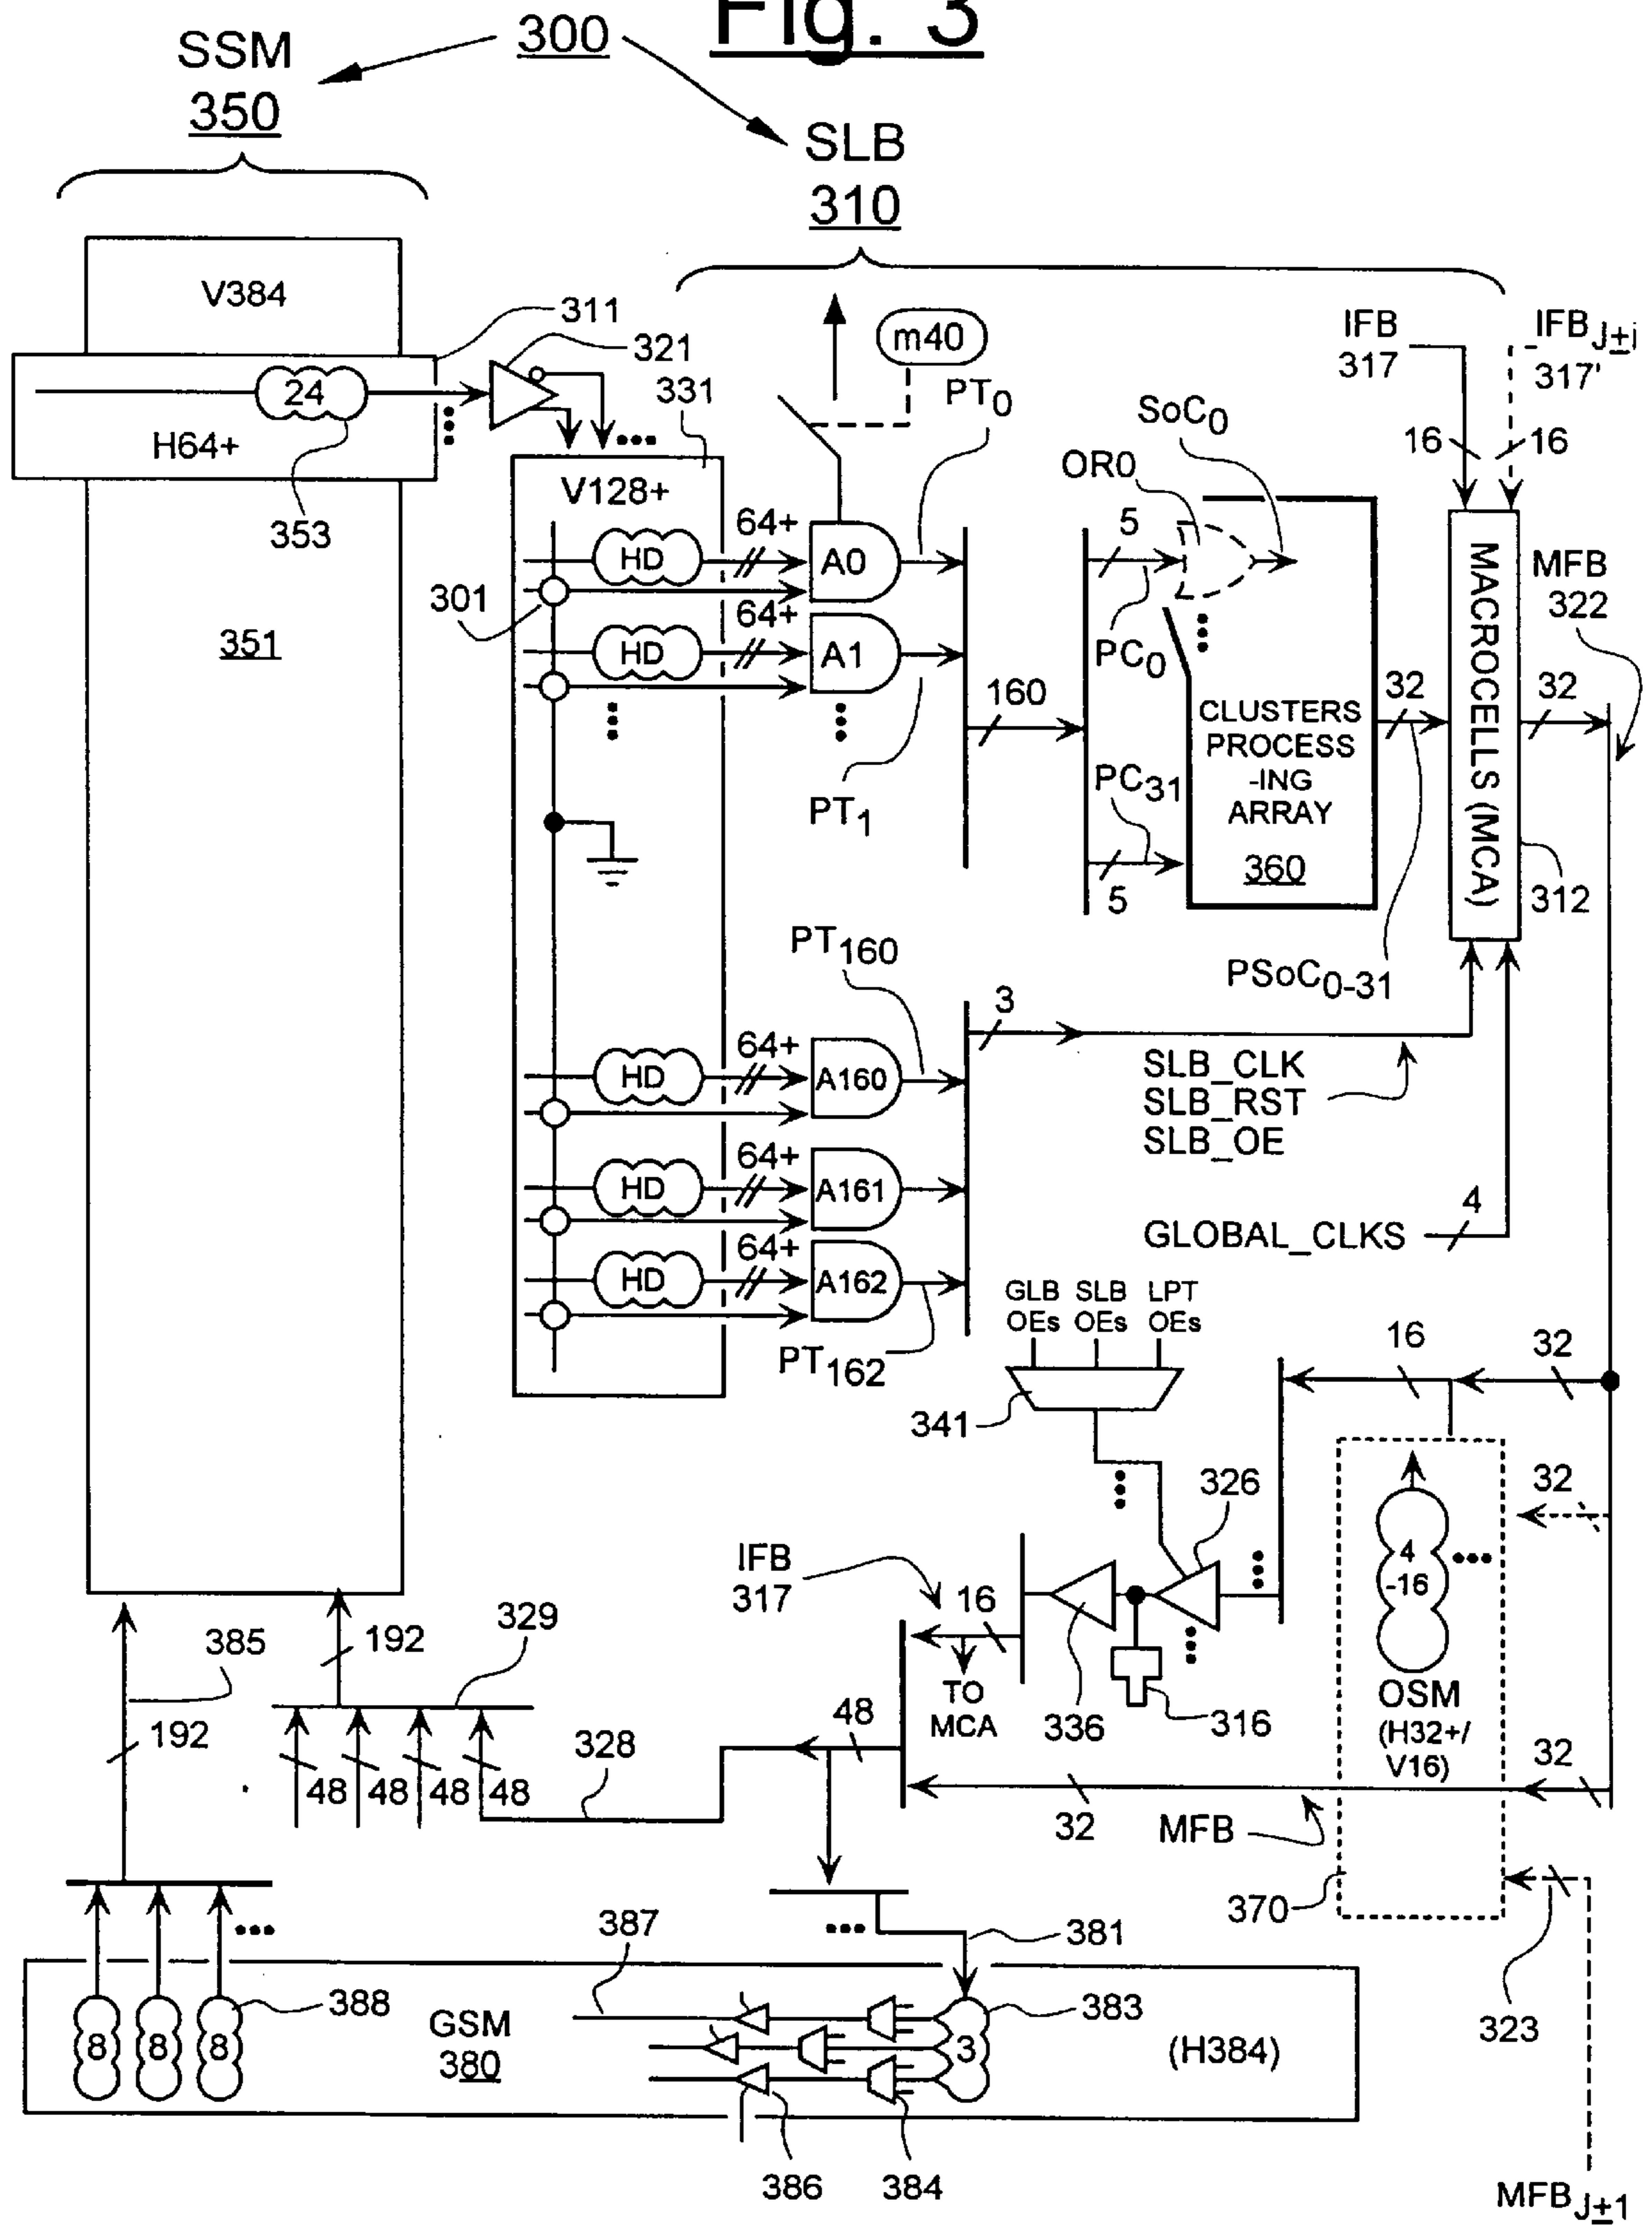 Fig. 3
SSM
350
300
SLB
310
V384
311
24
H64+
353
321
331
m40
PT0
SoC0
OR0
IFB
317
IFBJ±j
317'
16
16
V128+
301
HD
64+
A0
HD
64+
A1
PT1
160
5
PC0
PC31
5
CLUSTERS
PROCESS
-ING
ARRAY
360
32
MACROCELLS (MCA)
MFB
322
32
312
PSoC0-31
351
PT160
3
HD
64+
A160
HD
64+
A161
HD
64+
A162
PT162
SLB_CLK
SLB_RST
SLB_OE
4
GLOBAL_CLKS
GLB
OEs
SLB
OEs
LPT
OEs
341
16
32
32
326
4
-16
OSM
(H32+/
V16)
IFB
317
16
TO
MCA
336
316
385
192
192
329
48
48
48
48
328
48
32
MFB
32
370
323
381
387
388
8
8
8
GSM
380
383
3
(H384)
386
384
MFBJ±1